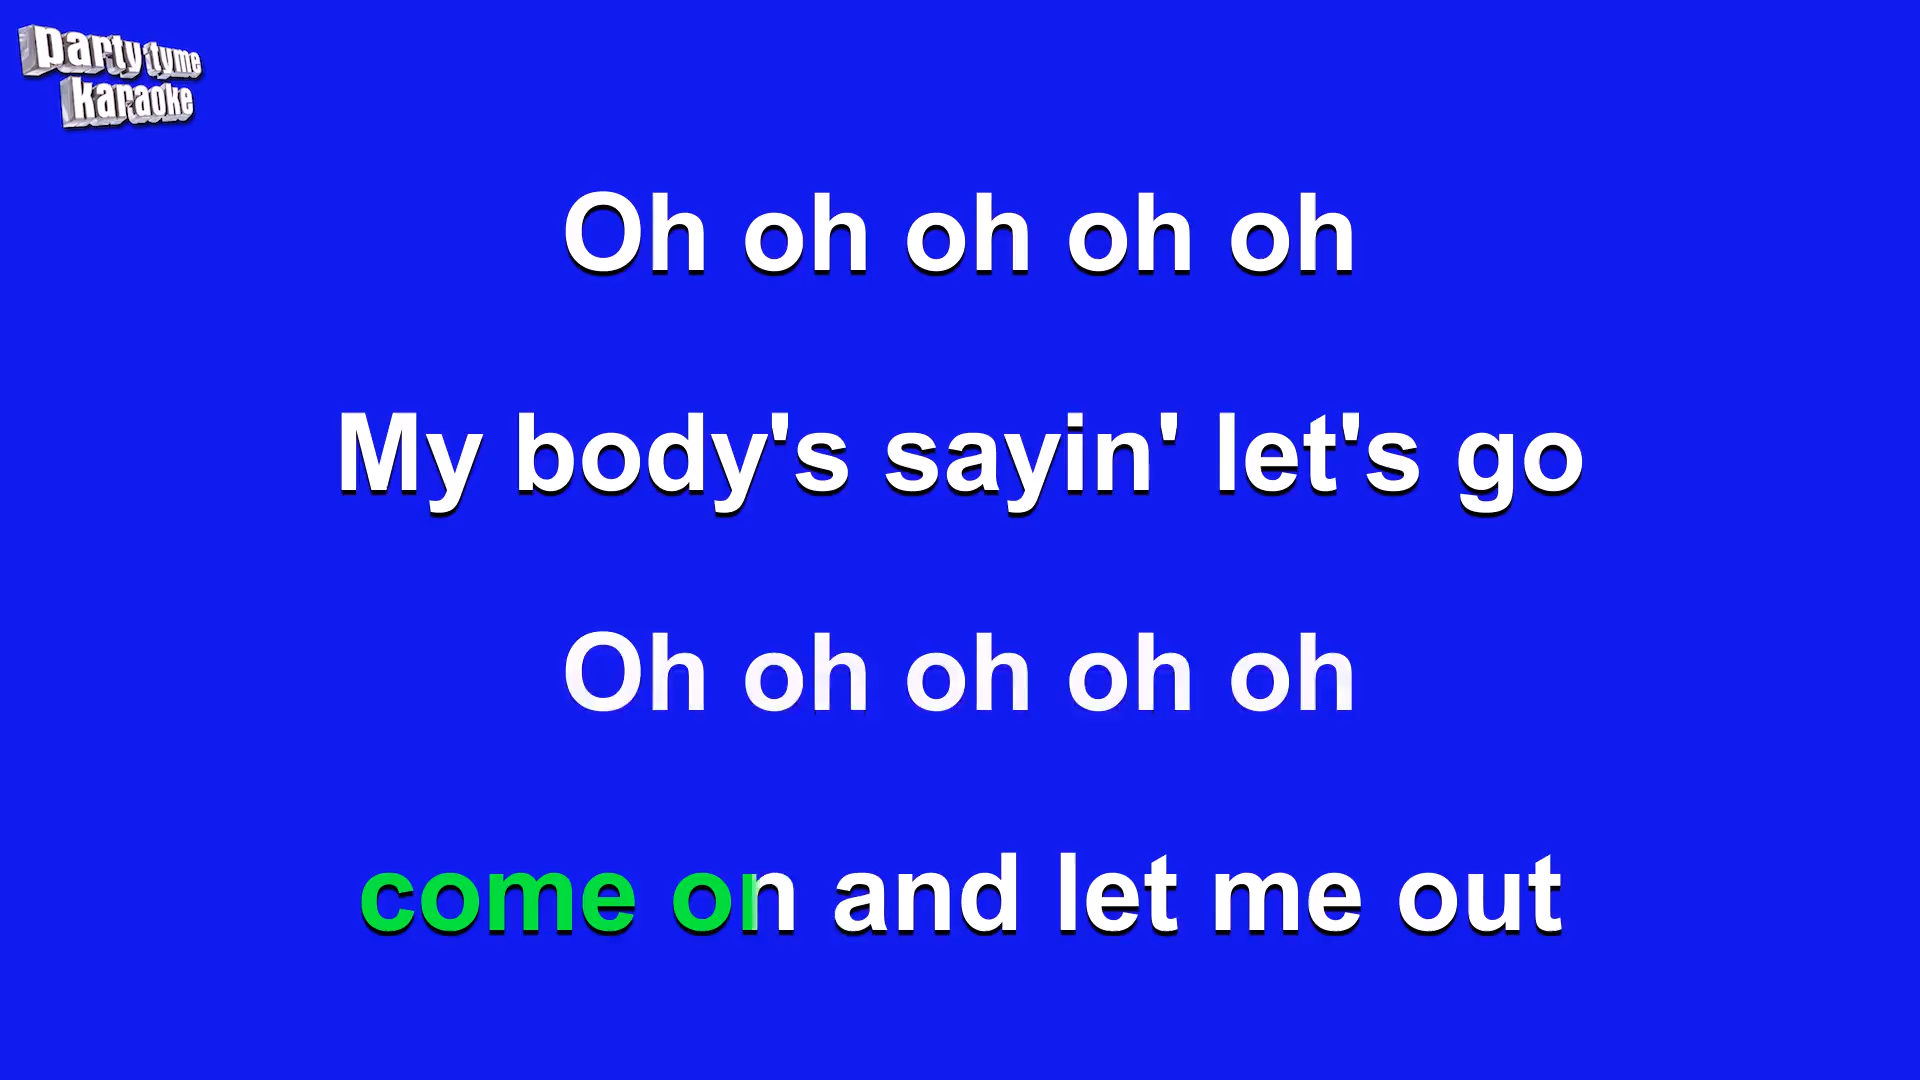 party tyme
karaoke
Oh oh oh oh oh
My body's sayin' let's go
Oh oh oh oh oh
come on and let me out